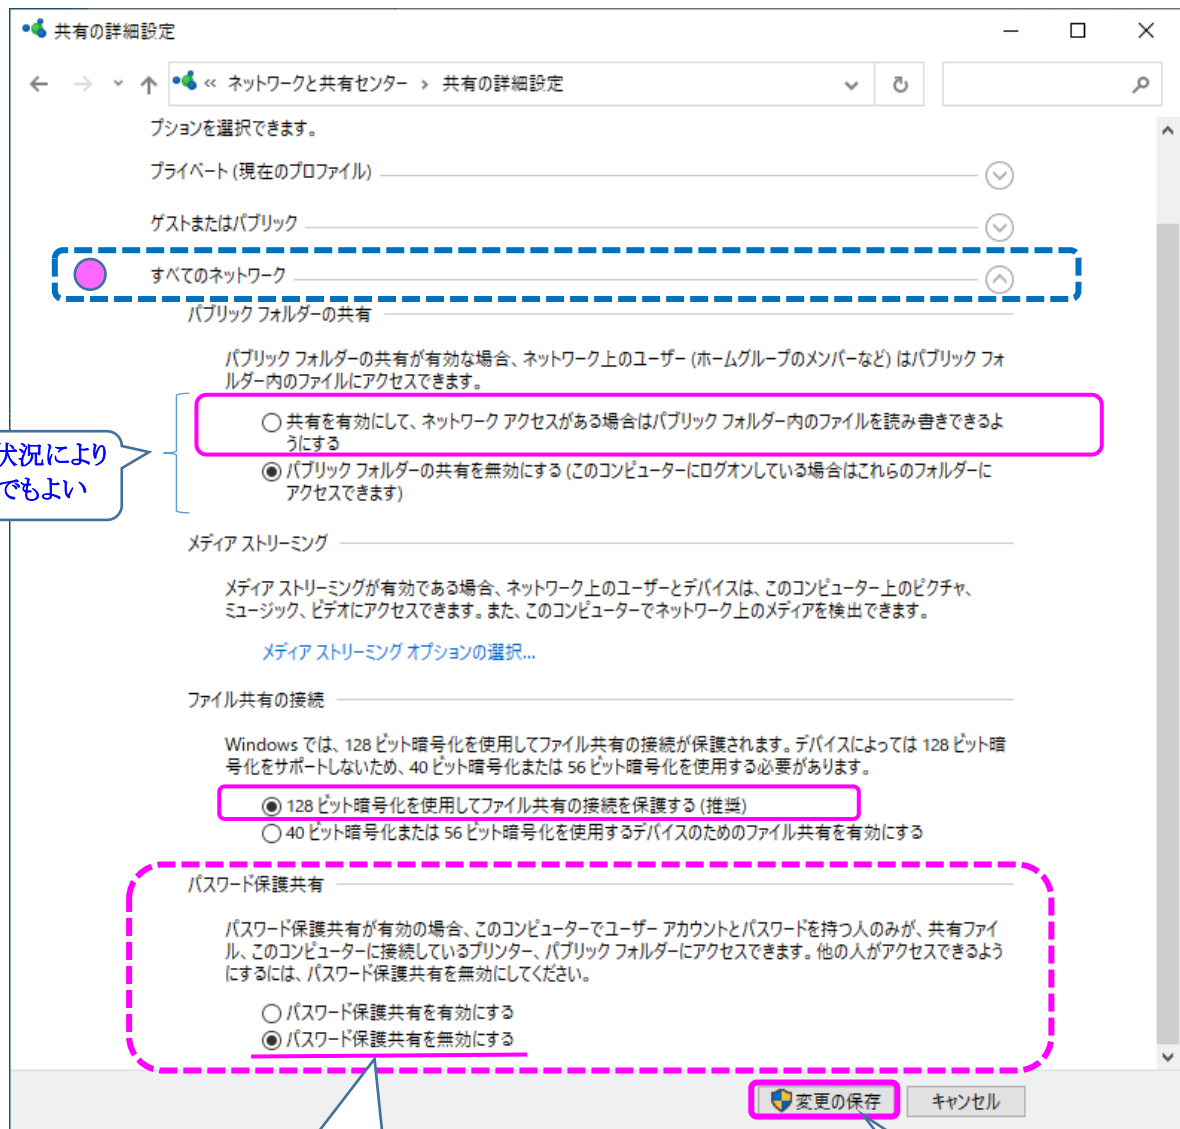 共有の詳細設定
« ネットワークと共有センター › 共有の詳細設定
プションを選択できます。
プライベート (現在のプロファイル)
ゲストまたはパブリック
すべてのネットワーク
パブリック フォルダーの共有
パブリック フォルダーの共有が有効な場合、ネットワーク上のユーザー (ホームグループのメンバーなど) はパブリック フォ
ルダー内のファイルにアクセスできます。
共有を有効にして、ネットワーク アクセスがある場合はパブリック フォルダー内のファイルを読み書きできるよ
うにする
状況により
でもよい
パブリック フォルダーの共有を無効にする (このコンピューターにログオンしている場合はこれらのフォルダーに
アクセスできます)
メディア ストリーミング
メディア ストリーミングが有効である場合、ネットワーク上のユーザーとデバイスは、このコンピューター上のピクチャ、
ミュージック、ビデオにアクセスできます。また、このコンピューターでネットワーク上のメディアを検出できます。
メディア ストリーミング オプションの選択...
ファイル共有の接続
Windows では、128 ビット暗号化を使用してファイル共有の接続が保護されます。デバイスによっては 128 ビット暗
号化をサポートしないため、40 ビット暗号化または 56 ビット暗号化を使用する必要があります。
128 ビット暗号化を使用してファイル共有の接続を保護する (推奨)
40 ビット暗号化または 56 ビット暗号化を使用するデバイスのためのファイル共有を有効にする
パスワード保護共有
パスワード保護共有が有効の場合、このコンピューターでユーザー アカウントとパスワードを持つ人のみが、共有ファイ
ル、このコンピューターに接続しているプリンター、パブリック フォルダーにアクセスできます。他の人がアクセスできるよう
にするには、パスワード保護共有を無効にしてください。
パスワード保護共有を有効にする
パスワード保護共有を無効にする
変更の保存
キャンセル